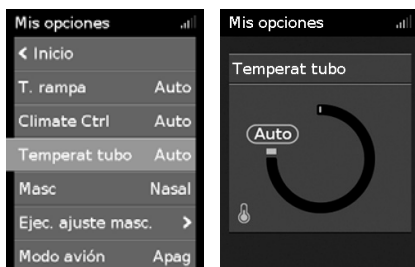 Mis opciones
< Inicio
T. rampa Auto
Climate Ctrl Auto
Temperat tubo Auto
Masc Nasal
Ejec. ajuste masc. >
Modo avión Apag
Mis opciones
Temperat tubo
Auto